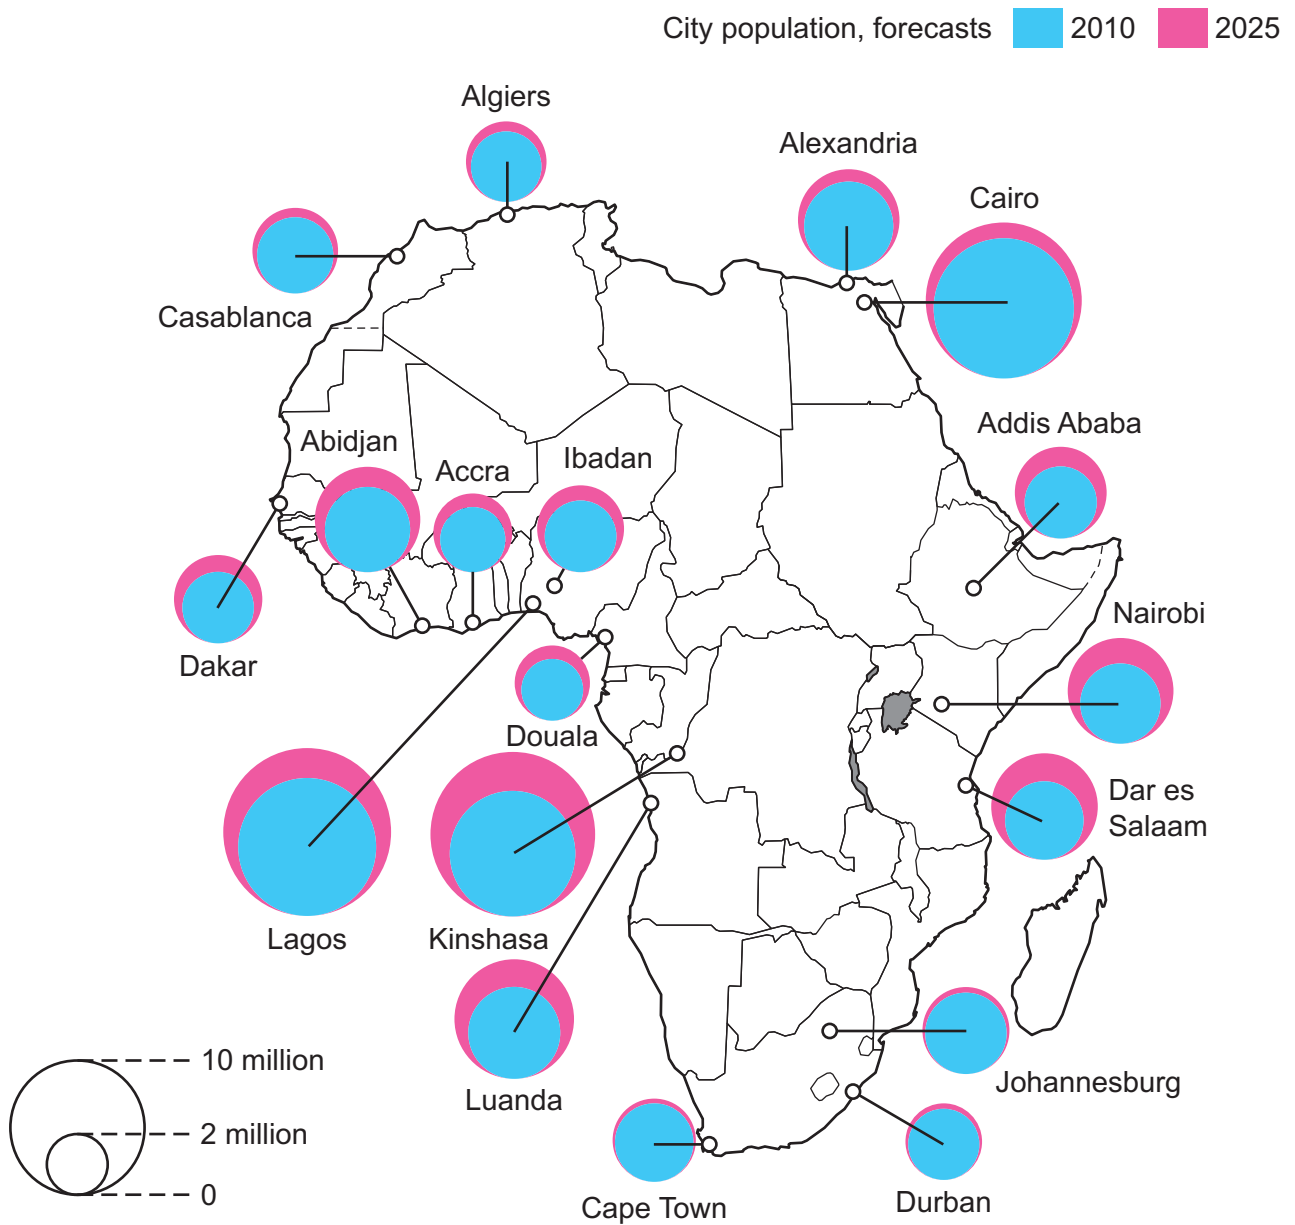 City population, forecasts 2010 2025
Algiers
Alexandria
Cairo
Casablanca
Addis Ababa
Abidjan
Accra
Ibadan
Nairobi
Dakar
Douala
Dar es
Salaam
Lagos
Kinshasa
Luanda
Johannesburg
Cape Town
Durban
10 million
2 million
0